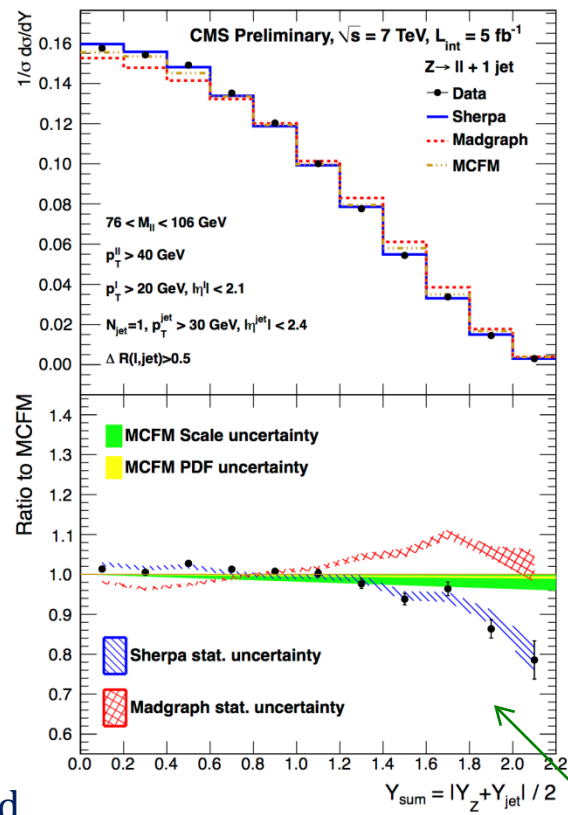 1/σ dσ/dY
0.16
0.14
0.12
0.10
0.08
0.06
0.04
0.02
0.00
CMS Preliminary, √s = 7 TeV, L_int = 5 fb⁻¹
Z→ ll + 1 jet
Data
Sherpa
Madgraph
MCFM
76 < M_ll < 106 GeV
p_T^ll > 40 GeV
p_T^l > 20 GeV, |η^l| < 2.1
N_jet=1, p_T^jet > 30 GeV, |η^jet| < 2.4
Δ R(l,jet)>0.5
Ratio to MCFM
1.4
1.3
1.2
1.1
1.0
0.9
0.8
0.7
0.6
MCFM Scale uncertainty
MCFM PDF uncertainty
Sherpa stat. uncertainty
Madgraph stat. uncertainty
0.0 0.2 0.4 0.6 0.8 1.0 1.2 1.4 1.6 1.8 2.0 2.2
Y_sum = |Y_Z+Y_jet| / 2
d